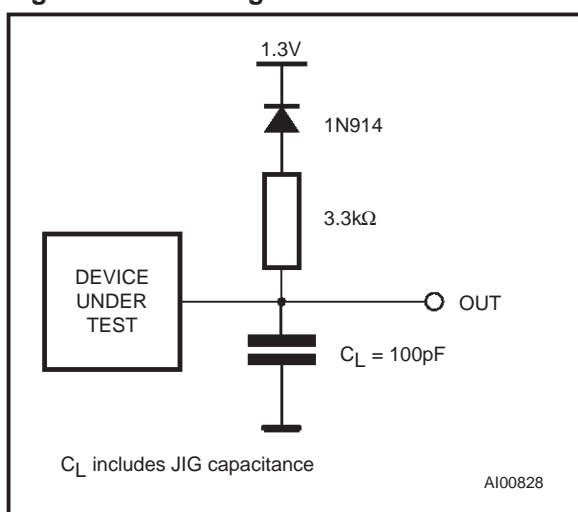 1.3V
1N914
3.3kΩ
DEVICE
UNDER
TEST
OUT
CL = 100pF
CL includes JIG capacitance
AI00828